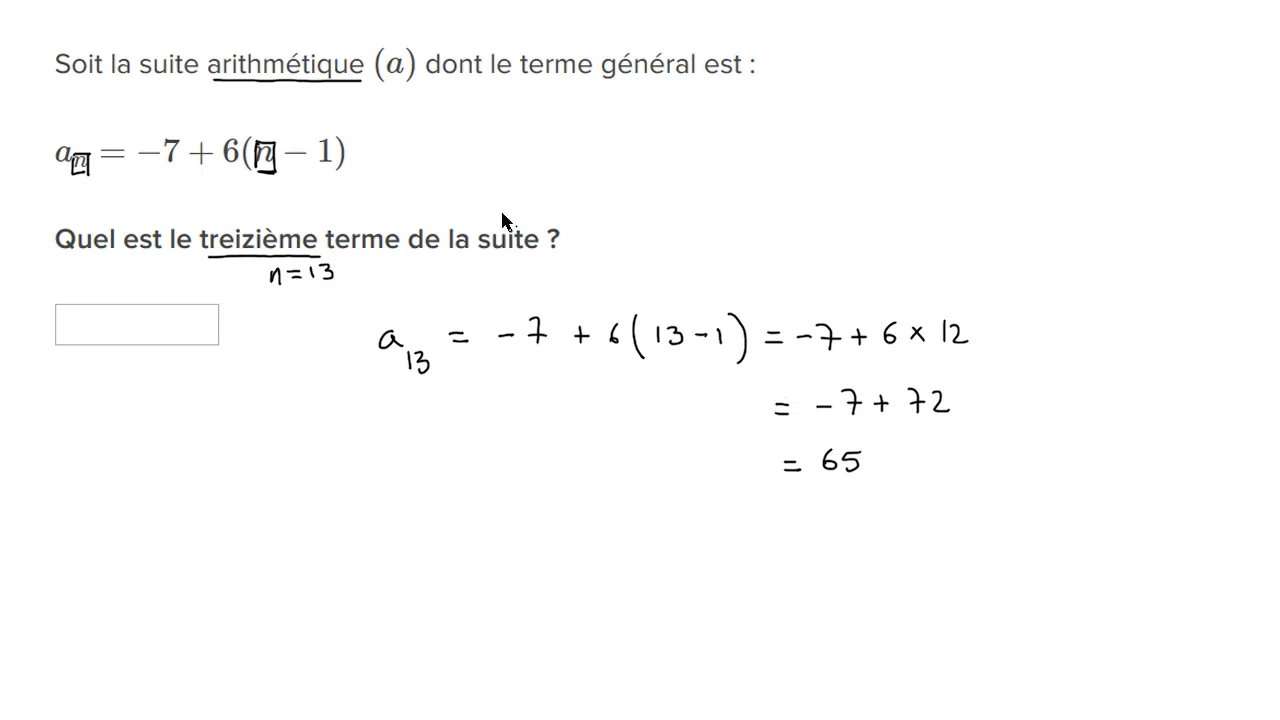 Soit la suite arithmétique (a) dont le terme général est :
aₙ = −7 + 6(n − 1)
Quel est le treizième terme de la suite ?
n = 13
a₁₃ = −7 + 6(13 − 1) = −7 + 6 × 12
= −7 + 72
= 65